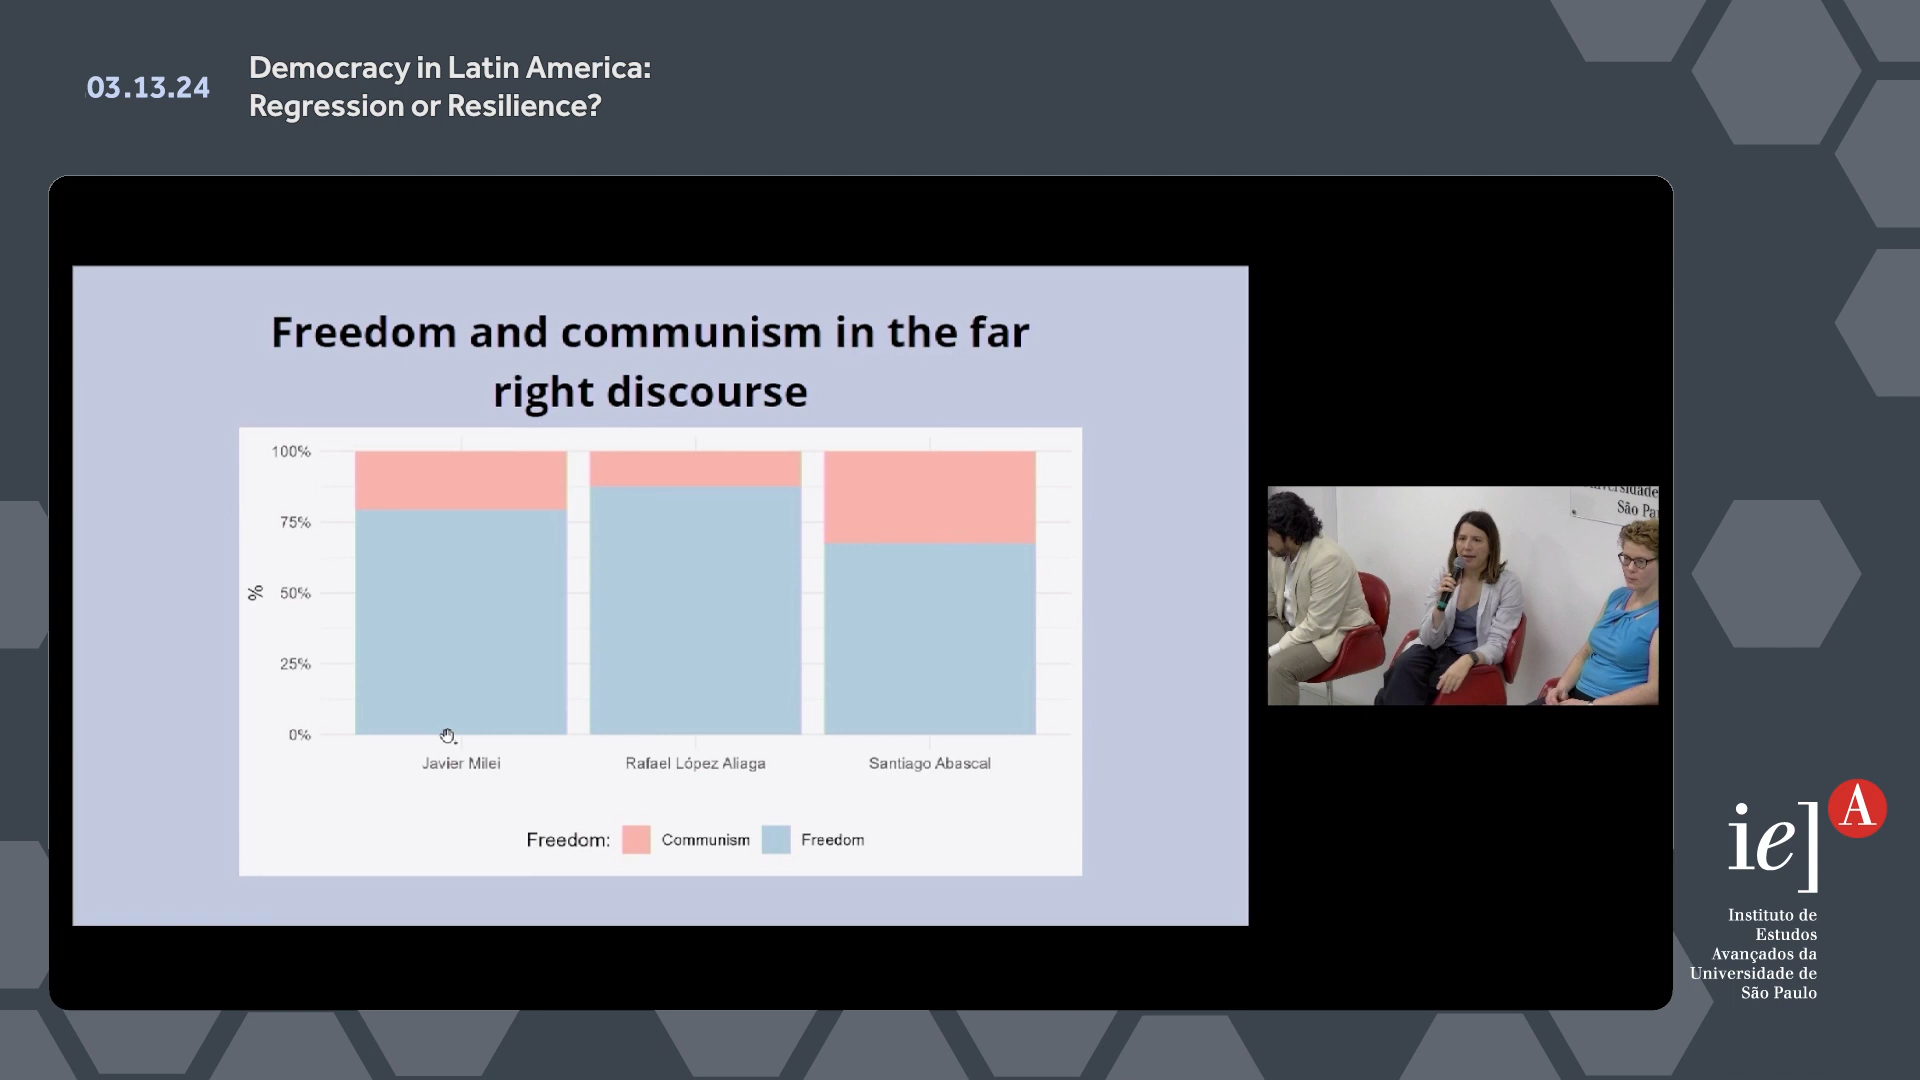 03.13.24
Democracy in Latin America:
Regression or Resilience?
Freedom and communism in the far
right discourse
100%
75%
50%
25%
0%
%
Javier Milei
Rafael López Aliaga
Santiago Abascal
Freedom:
Communism
Freedom
São Pa
ie]A
Instituto de
Estudos
Avançados da
Universidade de
São Paulo